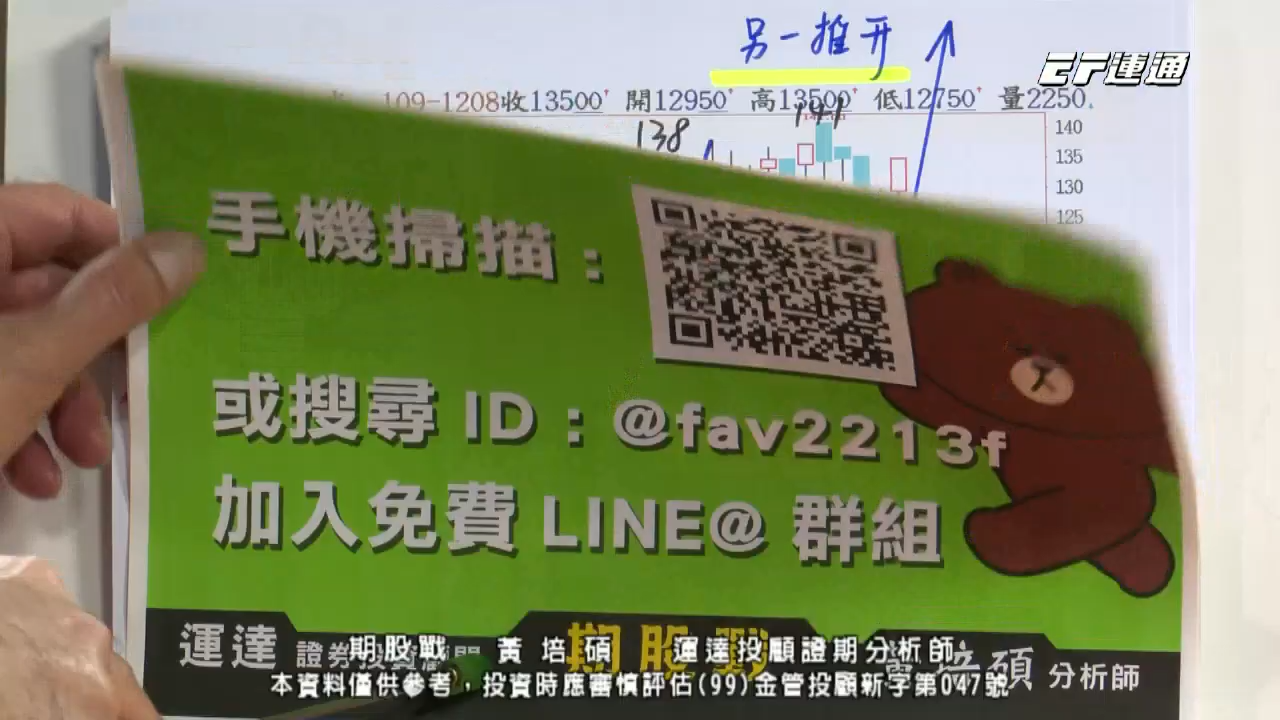 另一推开
EF運通
109-1208收13500 開12950 高13500 低12750 量2250
138
141
140
135
130
125
手機掃描：
或搜尋 ID：@fav2213f
加入免費 LINE@ 群組
運達
期股戰
培碩 分析師
期股戰 黃培碩 運達投顧證期分析師
本資料僅供參考，投資時應審慎評估(99)金管投顧新字第047號